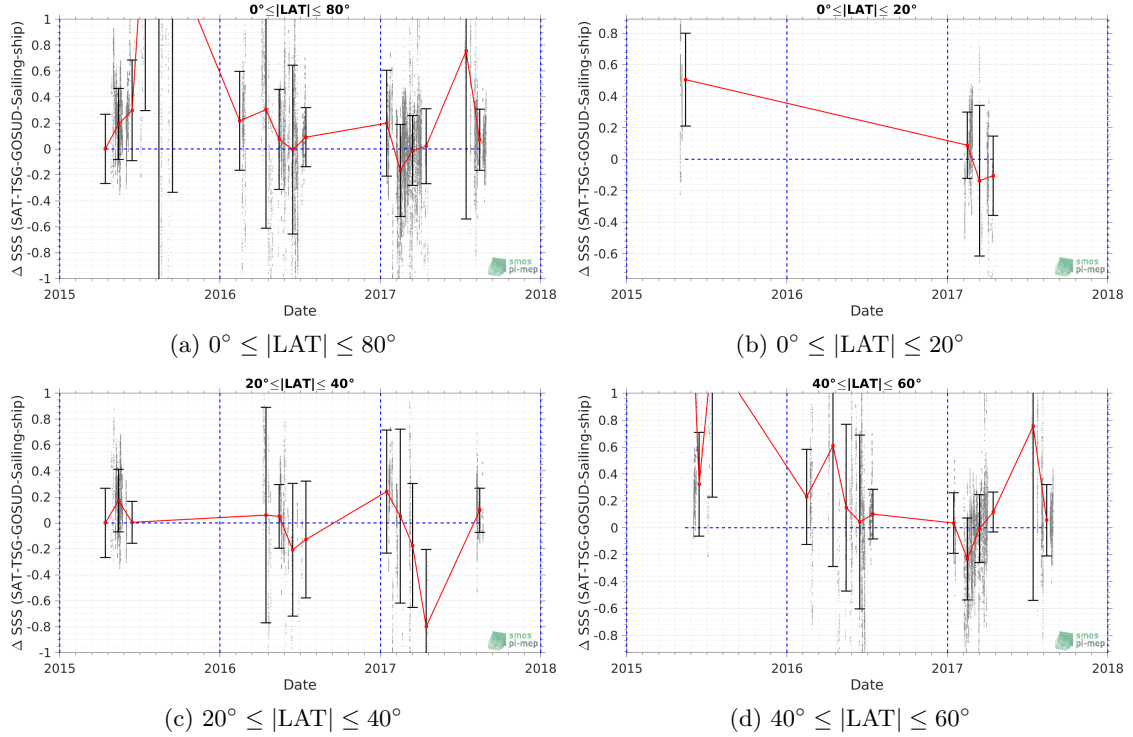 0°≤|LAT|≤ 80°
Δ SSS (SAT-TSG-GOSUD-Sailing-ship)
1
0.8
0.6
0.4
0.2
0
-0.2
-0.4
-0.6
-0.8
-1
2015
2016
2017
2018
Date
smos
pi-mep
(a) 0° ≤ |LAT| ≤ 80°
0°≤|LAT|≤ 20°
Δ SSS (SAT-TSG-GOSUD-Sailing-ship)
0.8
0.6
0.4
0.2
0
-0.2
-0.4
-0.6
2015
2016
2017
2018
Date
smos
pi-mep
(b) 0° ≤ |LAT| ≤ 20°
20°≤|LAT|≤ 40°
Δ SSS (SAT-TSG-GOSUD-Sailing-ship)
1
0.8
0.6
0.4
0.2
0
-0.2
-0.4
-0.6
-0.8
-1
2015
2016
2017
2018
Date
smos
pi-mep
(c) 20° ≤ |LAT| ≤ 40°
40°≤|LAT|≤ 60°
Δ SSS (SAT-TSG-GOSUD-Sailing-ship)
1
0.8
0.6
0.4
0.2
0
-0.2
-0.4
-0.6
-0.8
2015
2016
2017
2018
Date
smos
pi-mep
(d) 40° ≤ |LAT| ≤ 60°